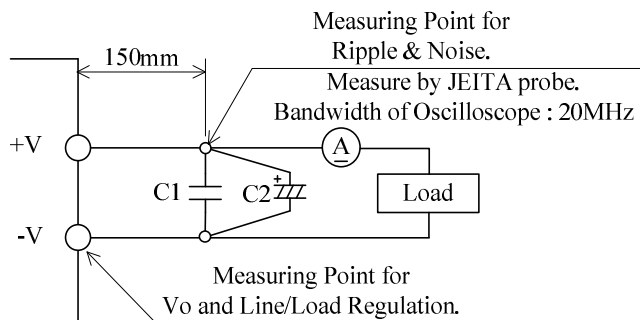 Measuring Point for
Ripple & Noise.
Measure by JEITA probe.
Bandwidth of Oscilloscope : 20MHz
150mm
+V
A
C1
+
C2
Load
-V
Measuring Point for
Vo and Line/Load Regulation.